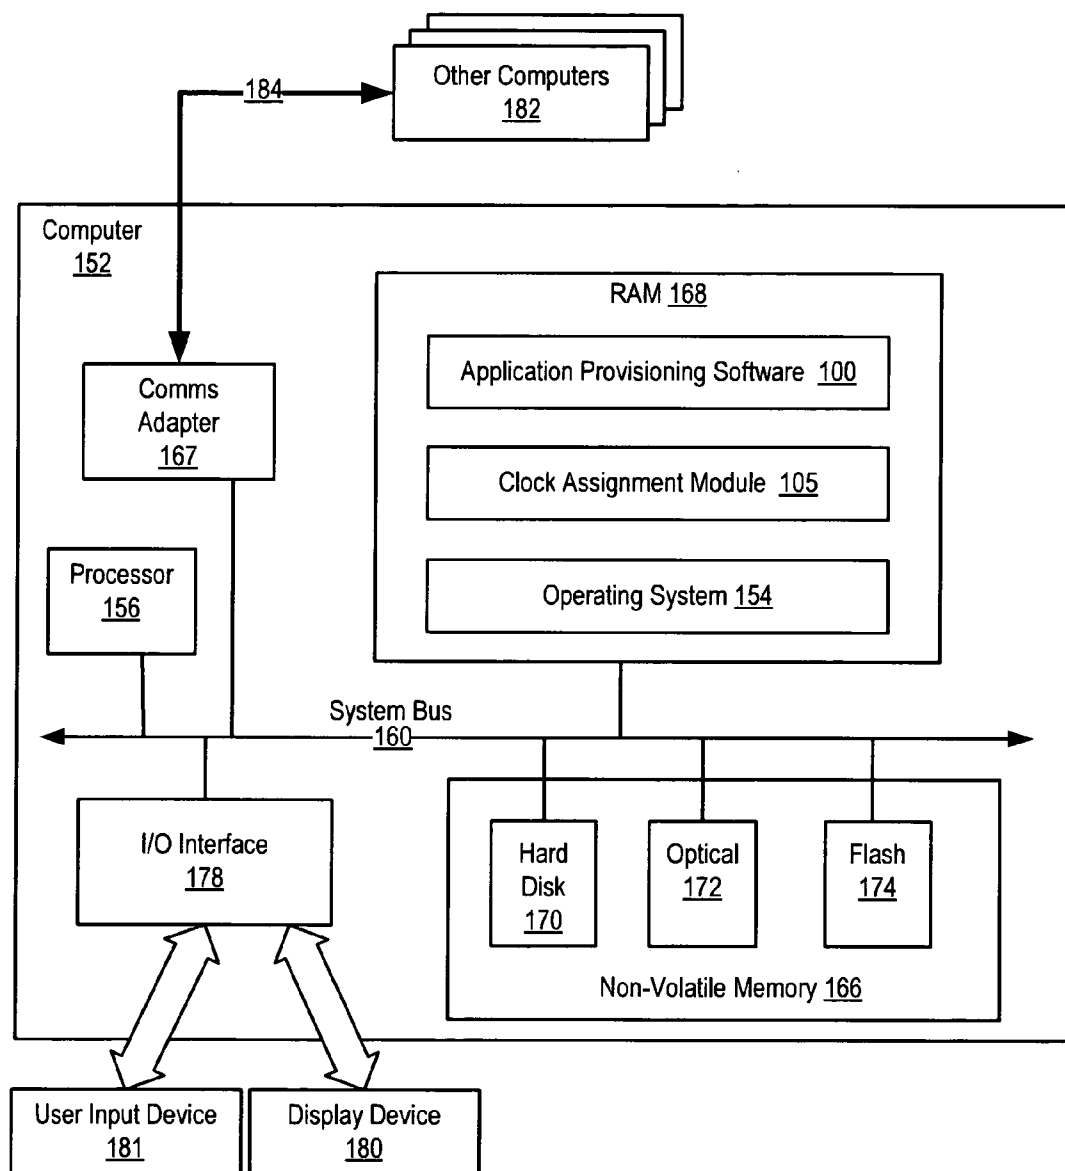 Other Computers
182
184
Computer
152
RAM 168
Application Provisioning Software 100
Clock Assignment Module 105
Operating System 154
Comms
Adapter
167
Processor
156
System Bus
160
I/O Interface
178
Hard
Disk
170
Optical
172
Flash
174
Non-Volatile Memory 166
User Input Device
181
Display Device
180